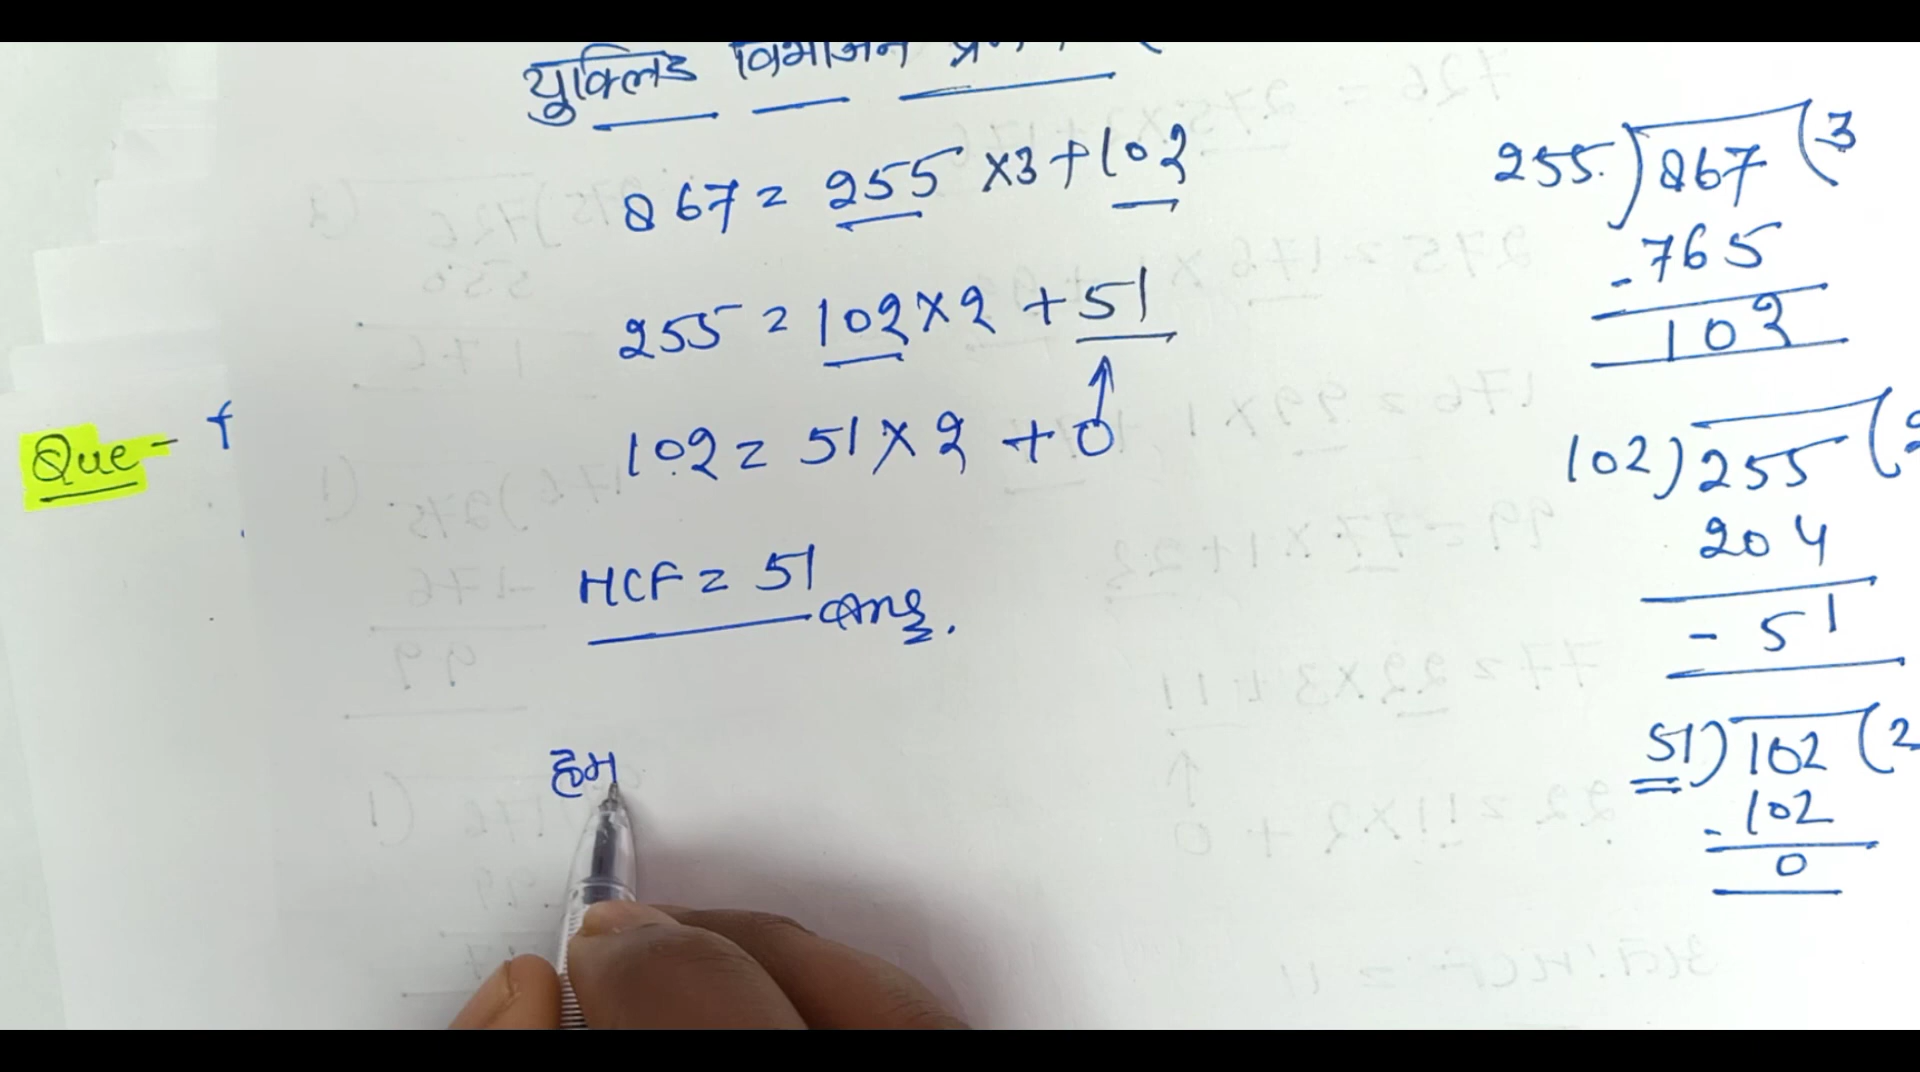 युक्लिड विभाजन
867 = 255 ×3+102
255 = 102×2 +51
102 = 51×2 +0
Que -
HCF = 51 Ans.
हम
255)867(3
- 765
102
102)255(2
204
- 51
51)102(2
- 102
0